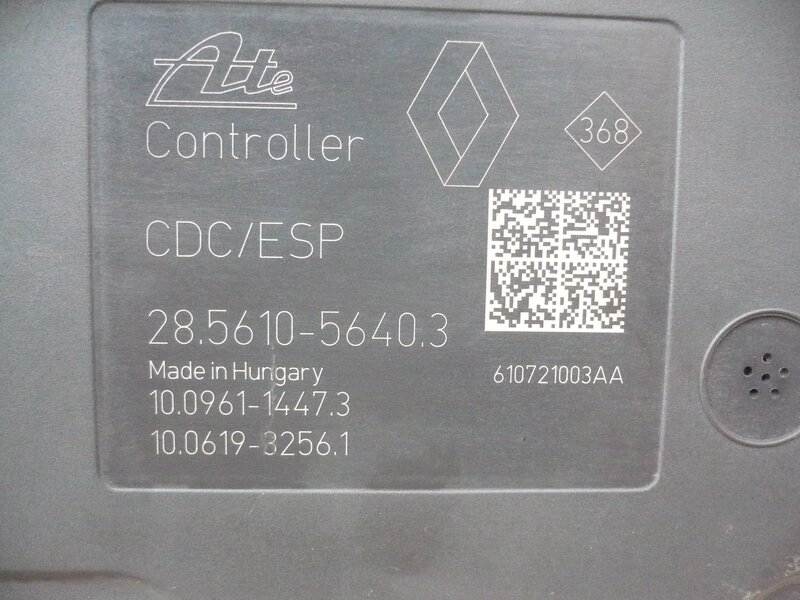 Ate
368
Controller
CDC/ESP
28.5610-5640.3
Made in Hungary
610721003AA
10.0961-1447.3
10.0619-3256.1